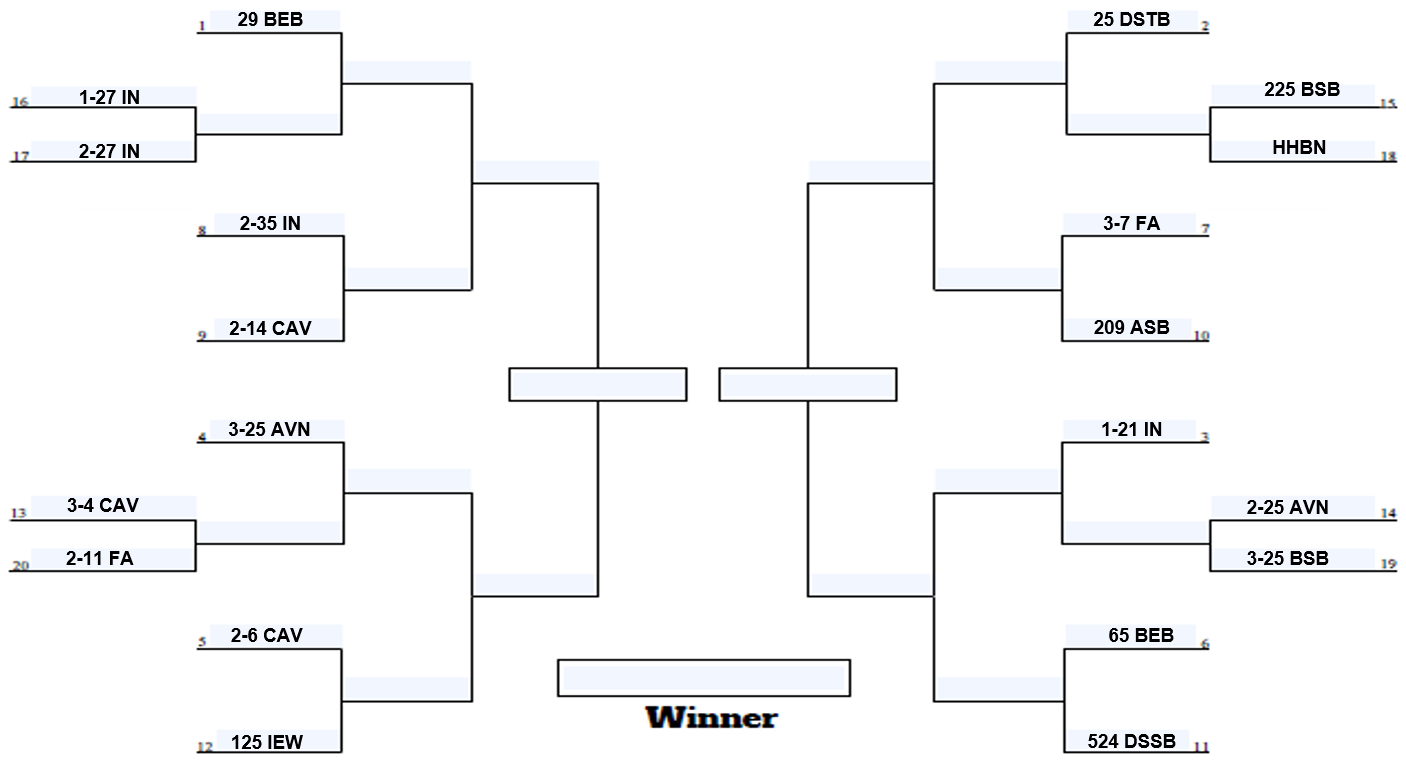 1 29 BEB
16 1-27 IN
17 2-27 IN
8 2-35 IN
9 2-14 CAV
4 3-25 AVN
13 3-4 CAV
20 2-11 FA
5 2-6 CAV
12 125 IEW
25 DSTB 2
225 BSB 15
HHBN 18
3-7 FA 7
209 ASB 10
1-21 IN 3
2-25 AVN 14
3-25 BSB 19
65 BEB 6
524 DSSB 11
Winner